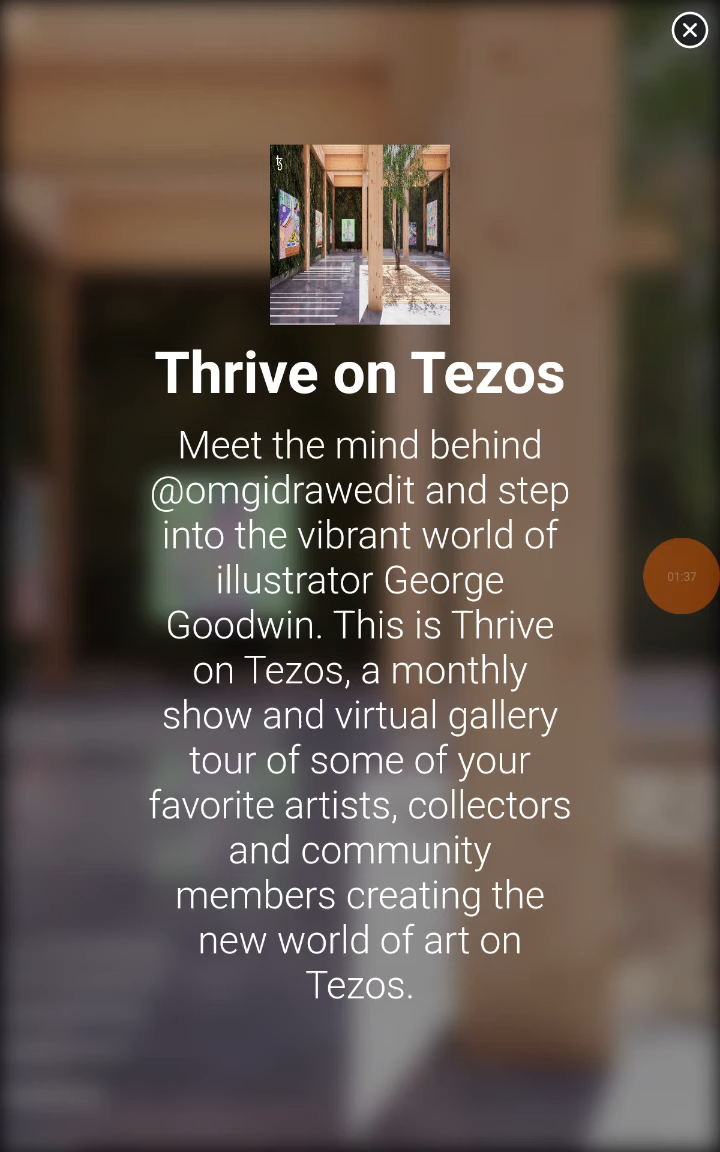 Thrive on Tezos
Meet the mind behind
@omgidrawedit and step
into the vibrant world of
illustrator George
Goodwin. This is Thrive
on Tezos, a monthly
show and virtual gallery
tour of some of your
favorite artists, collectors
and community
members creating the
new world of art on
Tezos.
01:37